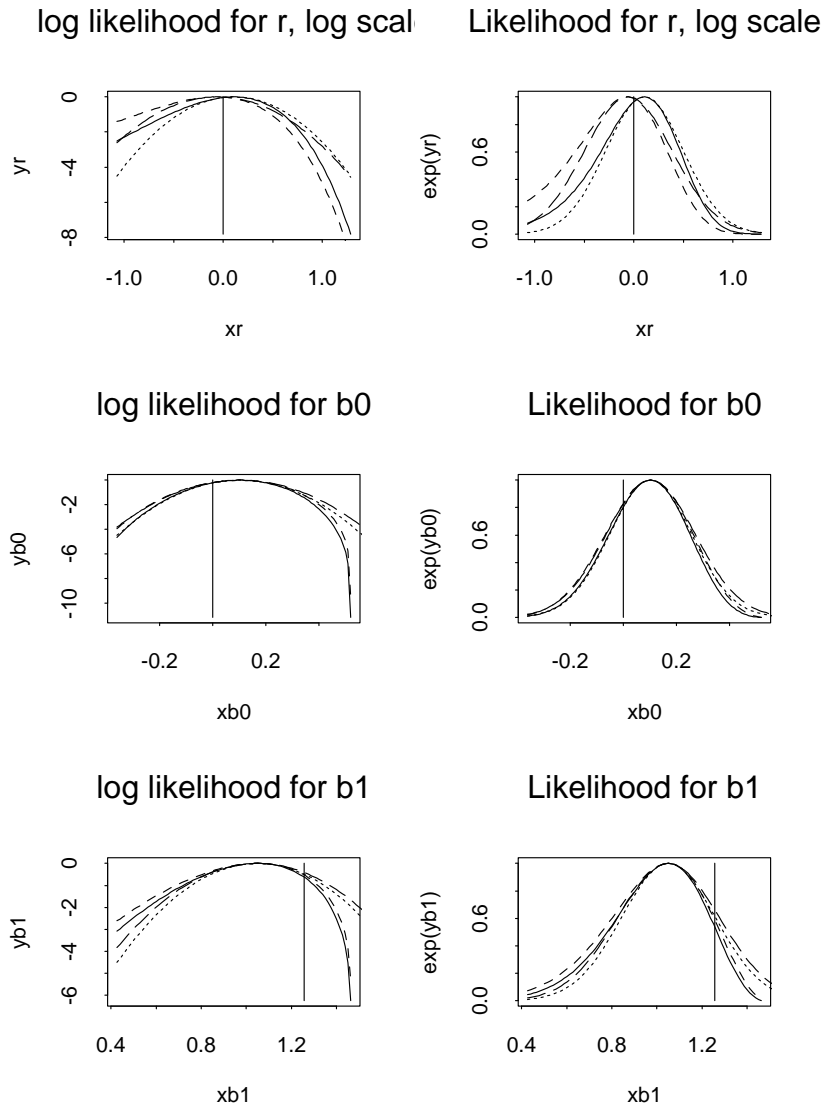 log likelihood for r, log scal
Likelihood for r, log scale
yr
0
-4
-8
-1.0 0.0 1.0
xr
exp(yr)
0.6
0.0
-1.0 0.0 1.0
xr
log likelihood for b0
Likelihood for b0
yb0
-2
-6
-10
-0.2 0.2
xb0
exp(yb0)
0.6
0.0
-0.2 0.2
xb0
log likelihood for b1
Likelihood for b1
yb1
0
-2
-4
-6
0.4 0.8 1.2
xb1
exp(yb1)
0.6
0.0
0.4 0.8 1.2
xb1